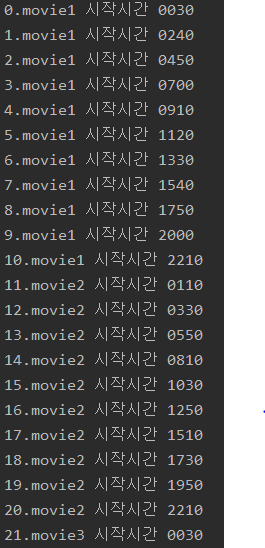 0.movie1 시작시간 0030
1.movie1 시작시간 0240
2.movie1 시작시간 0450
3.movie1 시작시간 0700
4.movie1 시작시간 0910
5.movie1 시작시간 1120
6.movie1 시작시간 1330
7.movie1 시작시간 1540
8.movie1 시작시간 1750
9.movie1 시작시간 2000
10.movie1 시작시간 2210
11.movie2 시작시간 0110
12.movie2 시작시간 0330
13.movie2 시작시간 0550
14.movie2 시작시간 0810
15.movie2 시작시간 1030
16.movie2 시작시간 1250
17.movie2 시작시간 1510
18.movie2 시작시간 1730
19.movie2 시작시간 1950
20.movie2 시작시간 2210
21.movie3 시작시간 0030